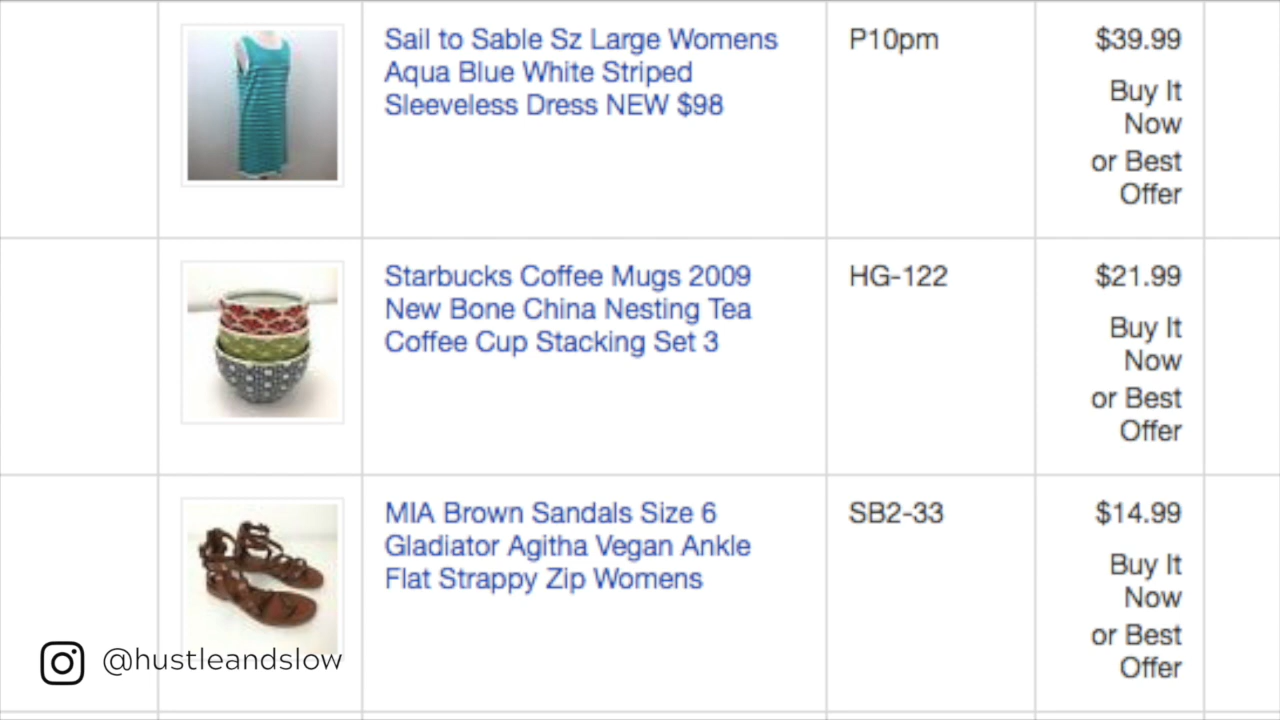 Sail to Sable Sz Large Womens
Aqua Blue White Striped
Sleeveless Dress NEW $98
P10pm
$39.99
Buy It
Now
or Best
Offer
Starbucks Coffee Mugs 2009
New Bone China Nesting Tea
Coffee Cup Stacking Set 3
HG-122
$21.99
Buy It
Now
or Best
Offer
MIA Brown Sandals Size 6
Gladiator Agitha Vegan Ankle
Flat Strappy Zip Womens
SB2-33
$14.99
Buy It
Now
or Best
Offer
@hustleandslow